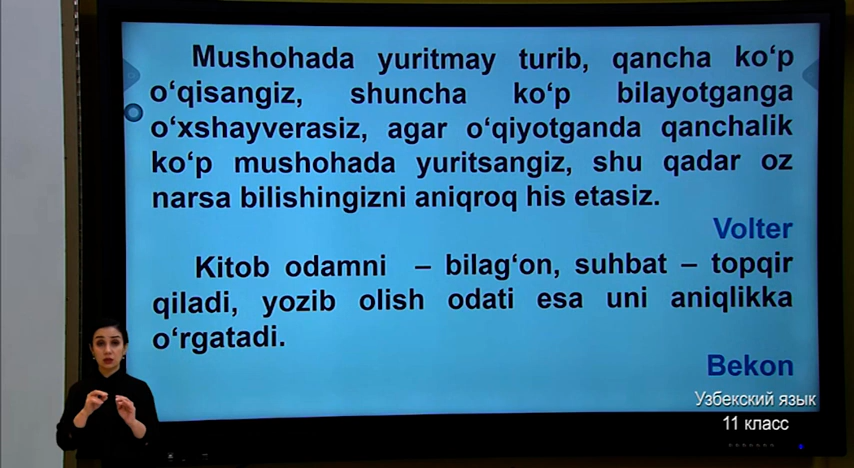 Mushohada yuritmay turib, qancha ko‘p
o‘qisangiz, shuncha ko‘p bilayotganga
o‘xshayverasiz, agar o‘qiyotganda qanchalik
ko‘p mushohada yuritsangiz, shu qadar oz
narsa bilishingizni aniqroq his etasiz.
Volter
Kitob odamni – bilag‘on, suhbat – topqir
qiladi, yozib olish odati esa uni aniqlikka
o‘rgatadi.
Bekon
Узбекский язык
11 класс